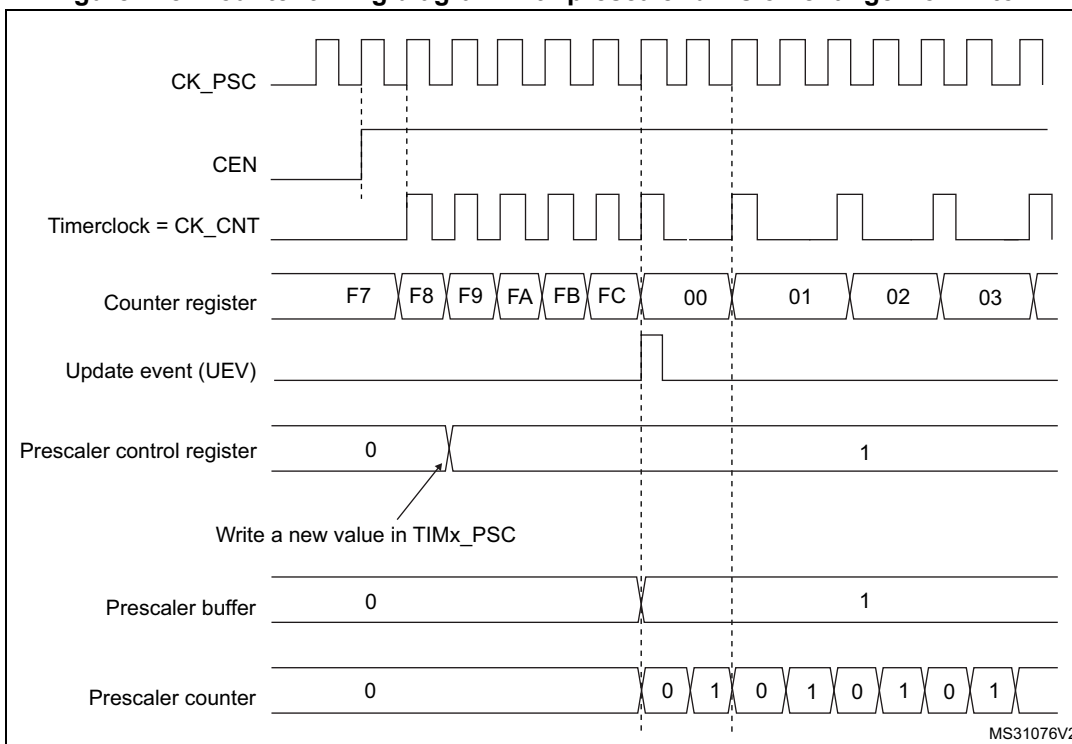 CK_PSC
CEN
Timerclock = CK_CNT
Counter register F7 F8 F9 FA FB FC 00 01 02 03
Update event (UEV)
Prescaler control register 0 1
Write a new value in TIMx_PSC
Prescaler buffer 0 1
Prescaler counter 0 0 1 0 1 0 1 0 1
MS31076V2